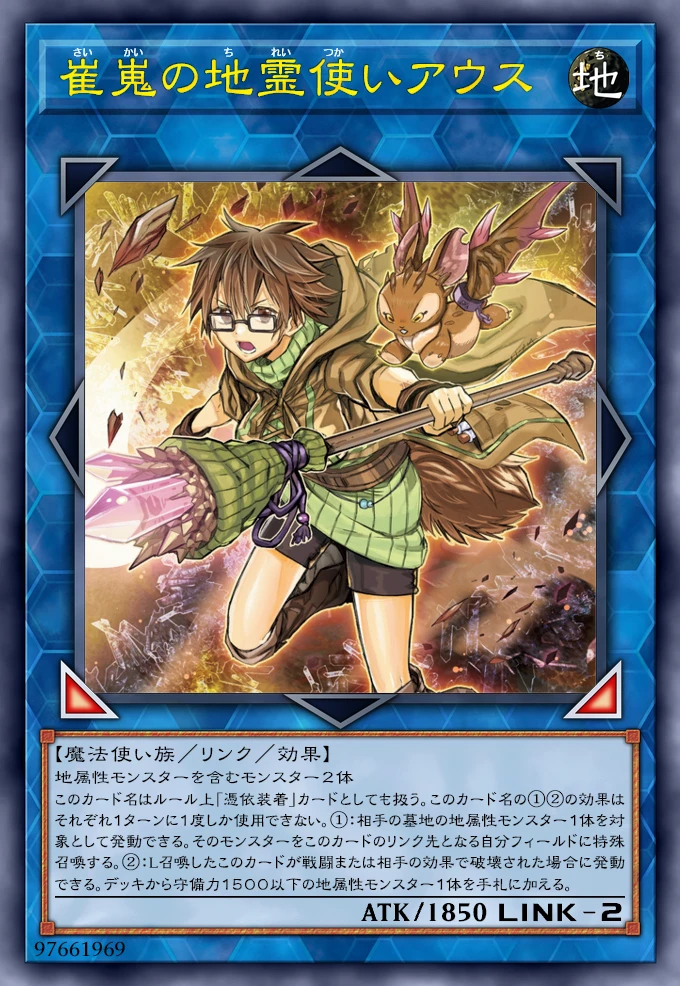 さい かい ち れい つか
崔嵬の地霊使いアウス
ち
地
【魔法使い族／リンク／効果】
地属性モンスターを含むモンスター２体
このカード名はルール上「憑依装着」カードとしても扱う。このカード名の①②の効果は
それぞれ１ターンに１度しか使用できない。①：相手の墓地の地属性モンスター１体を対
象として発動できる。そのモンスターをこのカードのリンク先となる自分フィールドに特殊
召喚する。②：L召喚したこのカードが戦闘または相手の効果で破壊された場合に発動
できる。デッキから守備力１５００以下の地属性モンスター１体を手札に加える。
ATK/1850 LINK-2
97661969